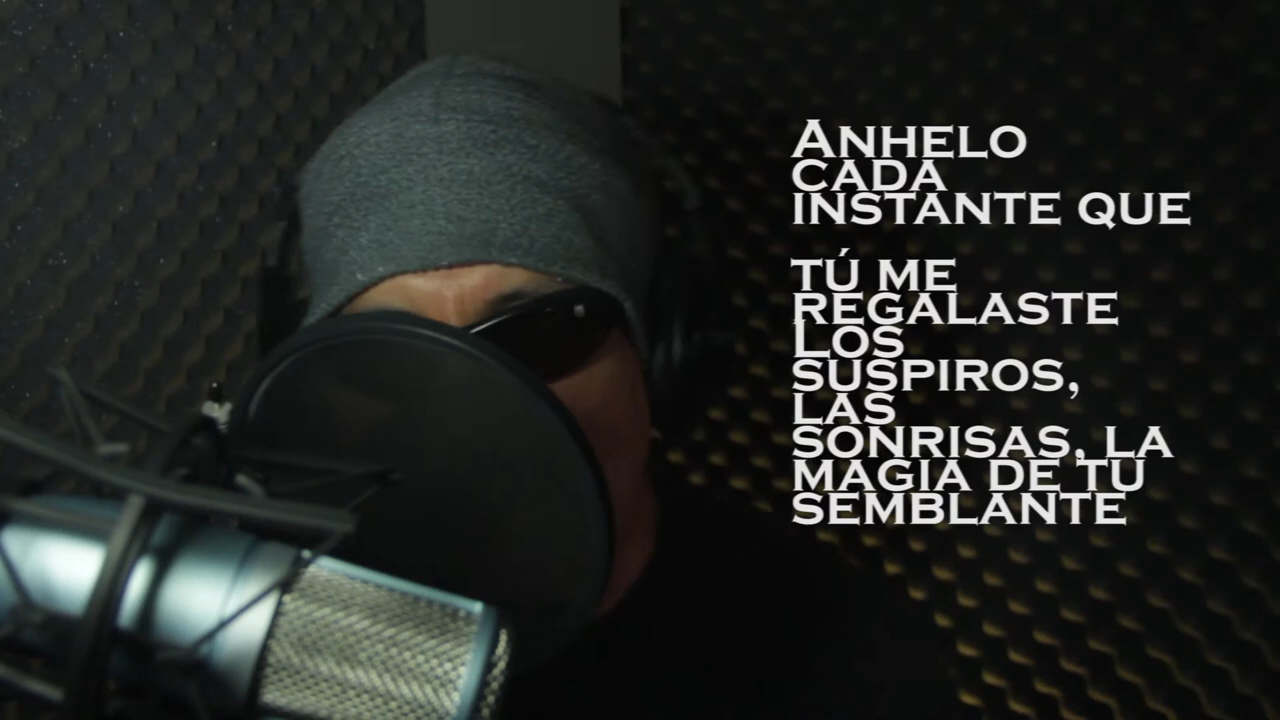 Anhelo
cada
instante que
tú me
regalaste
Los
suspiros,
las
sonrisas, la
magia de tu
semblante